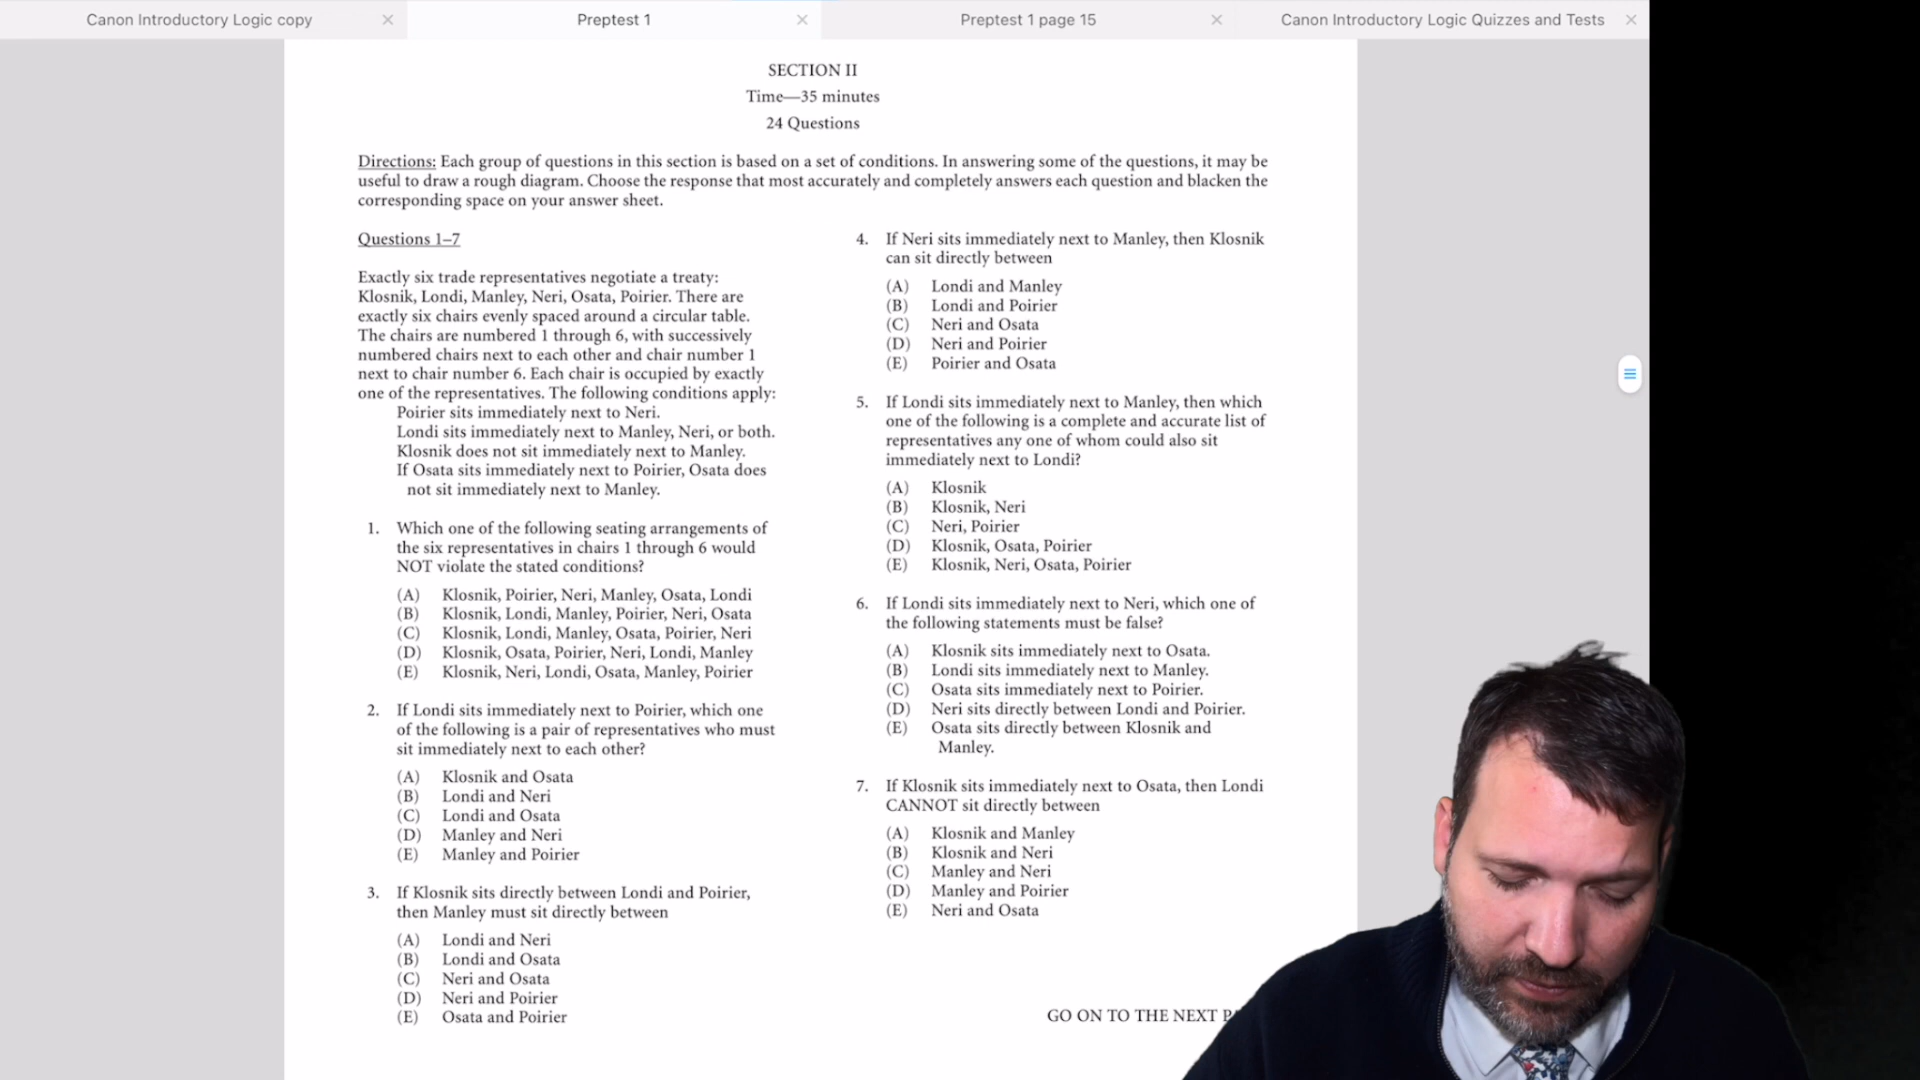 Canon Introductory Logic copy
Preptest 1
Preptest 1 page 15
Canon Introductory Logic Quizzes and Tests
SECTION II
Time—35 minutes
24 Questions
Directions: Each group of questions in this section is based on a set of conditions. In answering some of the questions, it may be
useful to draw a rough diagram. Choose the response that most accurately and completely answers each question and blacken the
corresponding space on your answer sheet.
Questions 1–7
Exactly six trade representatives negotiate a treaty:
Klosnik, Londi, Manley, Neri, Osata, Poirier. There are
exactly six chairs evenly spaced around a circular table.
The chairs are numbered 1 through 6, with successively
numbered chairs next to each other and chair number 1
next to chair number 6. Each chair is occupied by exactly
one of the representatives. The following conditions apply:
Poirier sits immediately next to Neri.
Londi sits immediately next to Manley, Neri, or both.
Klosnik does not sit immediately next to Manley.
If Osata sits immediately next to Poirier, Osata does
not sit immediately next to Manley.
1. Which one of the following seating arrangements of
the six representatives in chairs 1 through 6 would
NOT violate the stated conditions?
(A) Klosnik, Poirier, Neri, Manley, Osata, Londi
(B) Klosnik, Londi, Manley, Poirier, Neri, Osata
(C) Klosnik, Londi, Manley, Osata, Poirier, Neri
(D) Klosnik, Osata, Poirier, Neri, Londi, Manley
(E) Klosnik, Neri, Londi, Osata, Manley, Poirier
2. If Londi sits immediately next to Poirier, which one
of the following is a pair of representatives who must
sit immediately next to each other?
(A) Klosnik and Osata
(B) Londi and Neri
(C) Londi and Osata
(D) Manley and Neri
(E) Manley and Poirier
3. If Klosnik sits directly between Londi and Poirier,
then Manley must sit directly between
(A) Londi and Neri
(B) Londi and Osata
(C) Neri and Osata
(D) Neri and Poirier
(E) Osata and Poirier
4. If Neri sits immediately next to Manley, then Klosnik
can sit directly between
(A) Londi and Manley
(B) Londi and Poirier
(C) Neri and Osata
(D) Neri and Poirier
(E) Poirier and Osata
5. If Londi sits immediately next to Manley, then which
one of the following is a complete and accurate list of
representatives any one of whom could also sit
immediately next to Londi?
(A) Klosnik
(B) Klosnik, Neri
(C) Neri, Poirier
(D) Klosnik, Osata, Poirier
(E) Klosnik, Neri, Osata, Poirier
6. If Londi sits immediately next to Neri, which one of
the following statements must be false?
(A) Klosnik sits immediately next to Osata.
(B) Londi sits immediately next to Manley.
(C) Osata sits immediately next to Poirier.
(D) Neri sits directly between Londi and Poirier.
(E) Osata sits directly between Klosnik and
Manley.
7. If Klosnik sits immediately next to Osata, then Londi
CANNOT sit directly between
(A) Klosnik and Manley
(B) Klosnik and Neri
(C) Manley and Neri
(D) Manley and Poirier
(E) Neri and Osata
GO ON TO THE NEXT